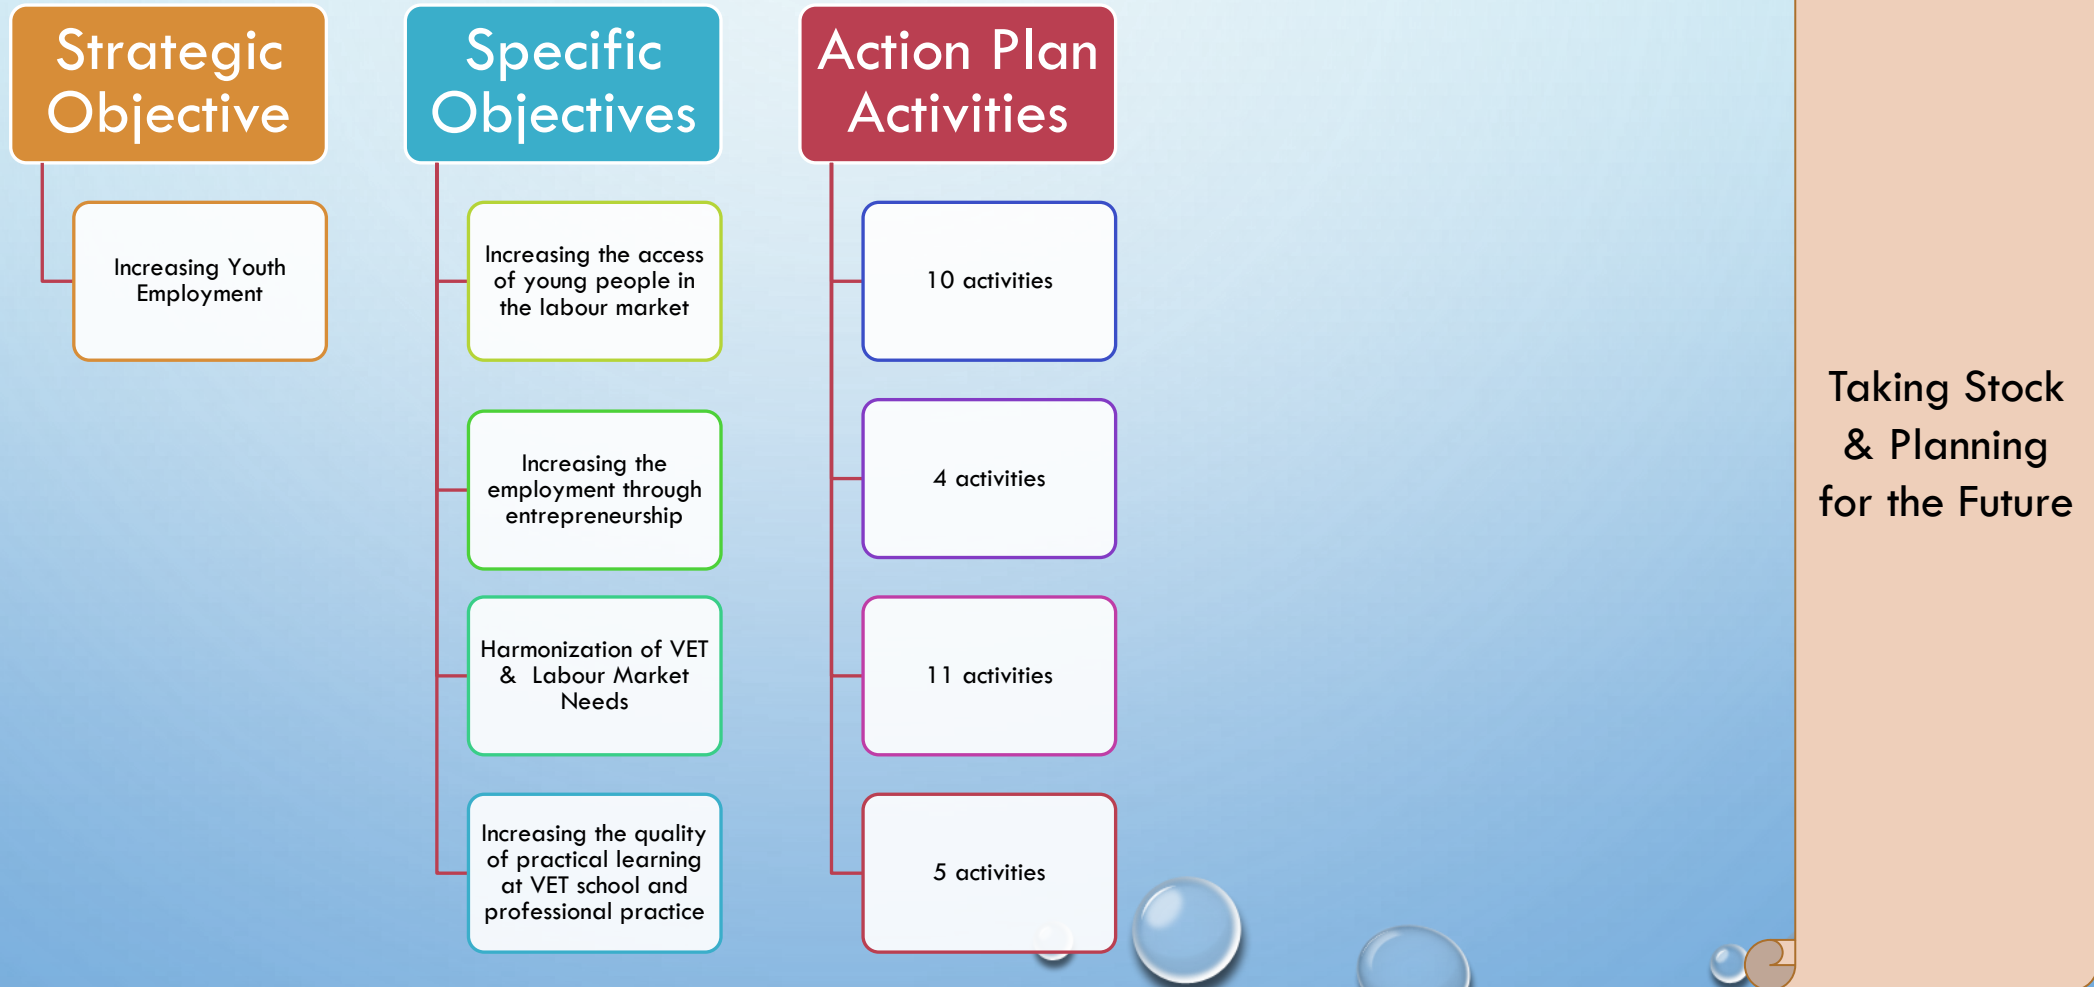 Strategic
Objective
Increasing Youth
Employment
Specific
Objectives
Increasing the access
of young people in
the labour market
Increasing the
employment through
entrepreneurship
Harmonization of VET
&  Labour Market
Needs
Increasing the quality
of practical learning
at VET school and
professional practice
Action Plan
Activities
10 activities
4 activities
11 activities
5 activities
Taking Stock
& Planning
for the Future